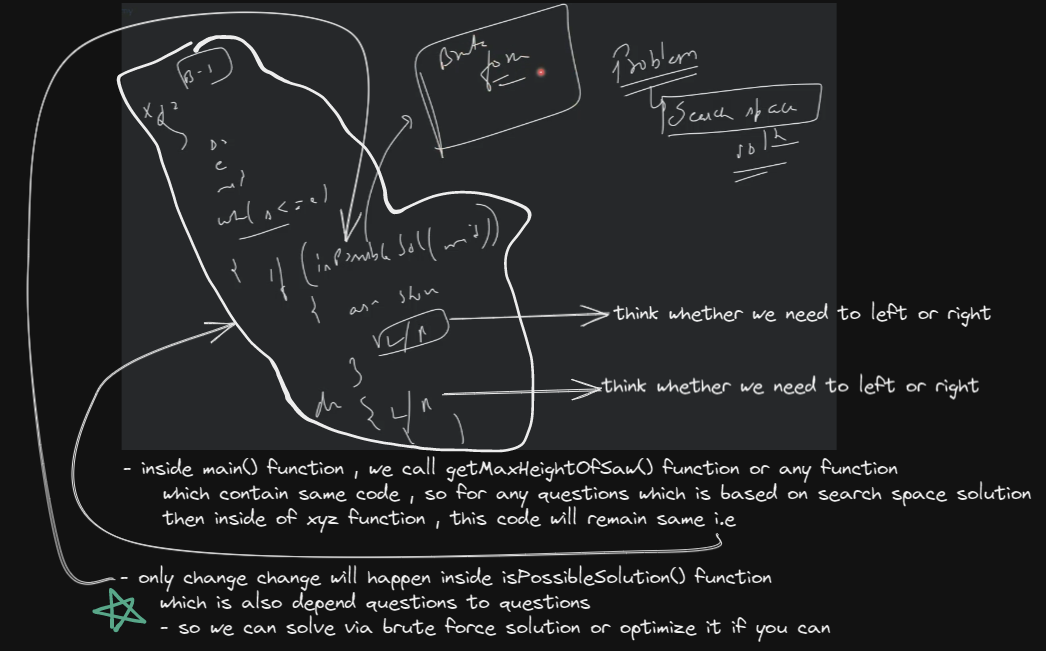 B-1
Brute
force
Problem
Search space
sol^n
xyz
s
e
mid
while (s <= e)
{ if (isPossibleSol(mid))
{ ans store
L/R
}
else { L/R
}
think whether we need to left or right
think whether we need to left or right
- inside main() function , we call getMaxHeightOfSaw() function or any function
which contain same code , so for any questions which is based on search space solution
then inside of xyz function , this code will remain same i.e
- only change change will happen inside isPossibleSolution() function
which is also depend questions to questions
- so we can solve via brute force solution or optimize it if you can